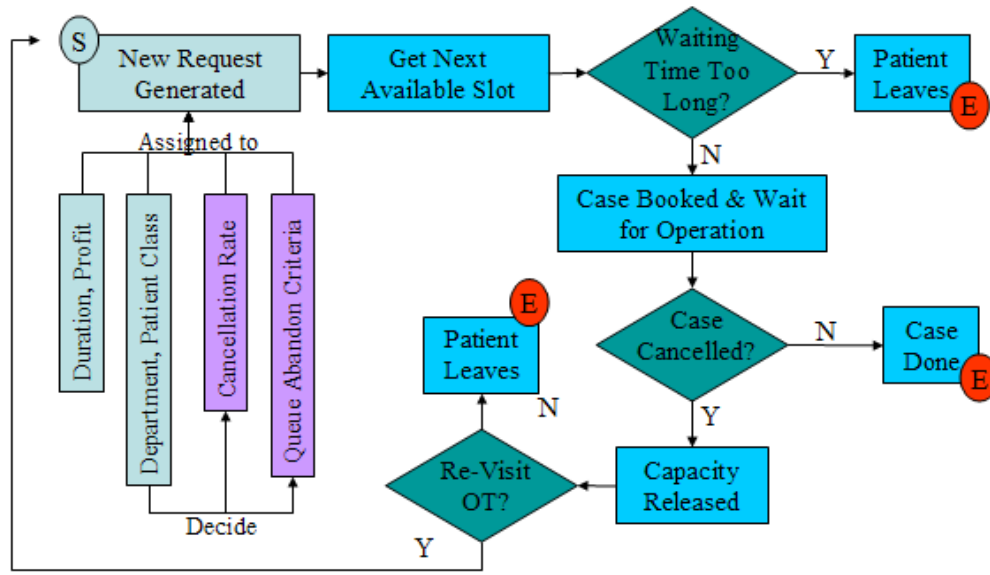 S
New Request
Generated
Get Next
Available Slot
Waiting
Time Too
Long?
Y
Patient
Leaves
E
Assigned to
N
Duration, Profit
Department, Patient Class
Cancellation Rate
Queue Abandon Criteria
Decide
Case Booked & Wait
for Operation
Case
Cancelled?
N
Case
Done
E
Y
Capacity
Released
Re-Visit
OT?
N
Patient
Leaves
E
Y